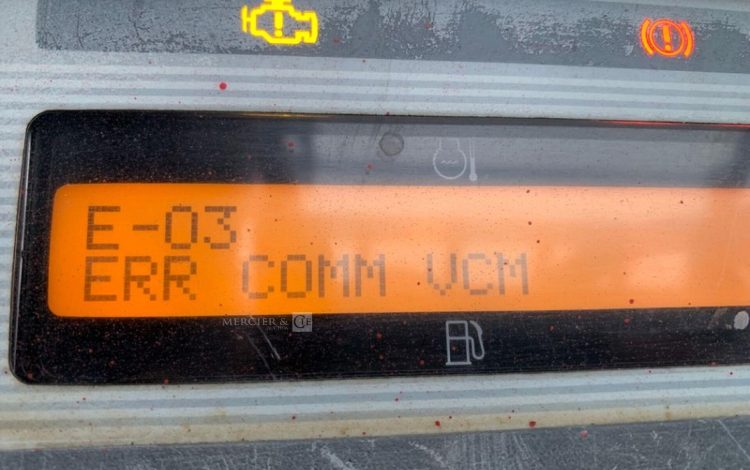 E-03
ERR COMM VCM
MERCIER & CIE